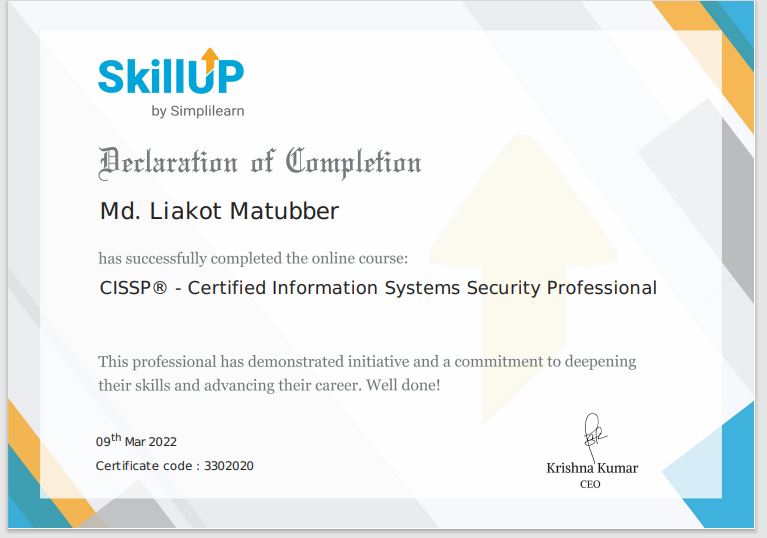 SkillUP
by Simplilearn
Declaration of Completion
Md. Liakot Matubber
has successfully completed the online course:
CISSP® - Certified Information Systems Security Professional
This professional has demonstrated initiative and a commitment to deepening
their skills and advancing their career. Well done!
09th Mar 2022
Certificate code : 3302020
Krishna Kumar
CEO